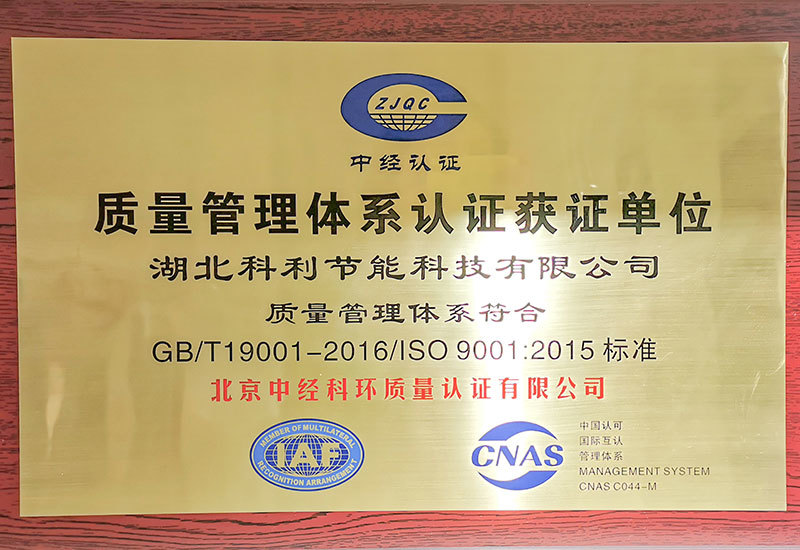 ZJQC
中经认证
质量管理体系认证获证单位
湖北科利节能科技有限公司
质量管理体系符合
GB/T19001-2016/ISO 9001:2015 标准
北京中经科环质量认证有限公司
MEMBER OF MULTILATERAL
IAF
RECOGNITION ARRANGEMENT
CNAS
中国认可
国际互认
管理体系
MANAGEMENT SYSTEM
CNAS C044-M